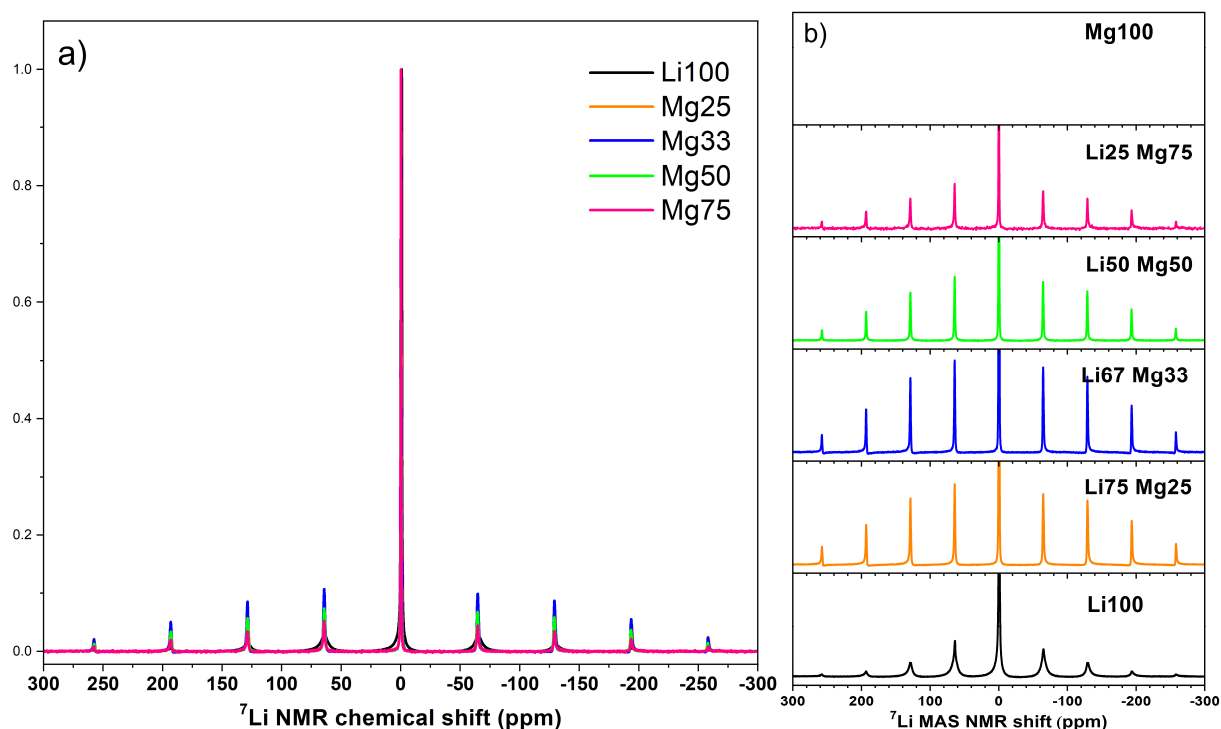 a)
Li100
Mg25
Mg33
Mg50
Mg75
1.0
0.8
0.6
0.4
0.2
0.0
300 250 200 150 100 50 0 -50 -100 -150 -200 -250 -300
⁷Li NMR chemical shift (ppm)
b)
Mg100
Li25 Mg75
Li50 Mg50
Li67 Mg33
Li75 Mg25
Li100
300 200 100 0 -100 -200 -300
⁷Li MAS NMR shift (ppm)